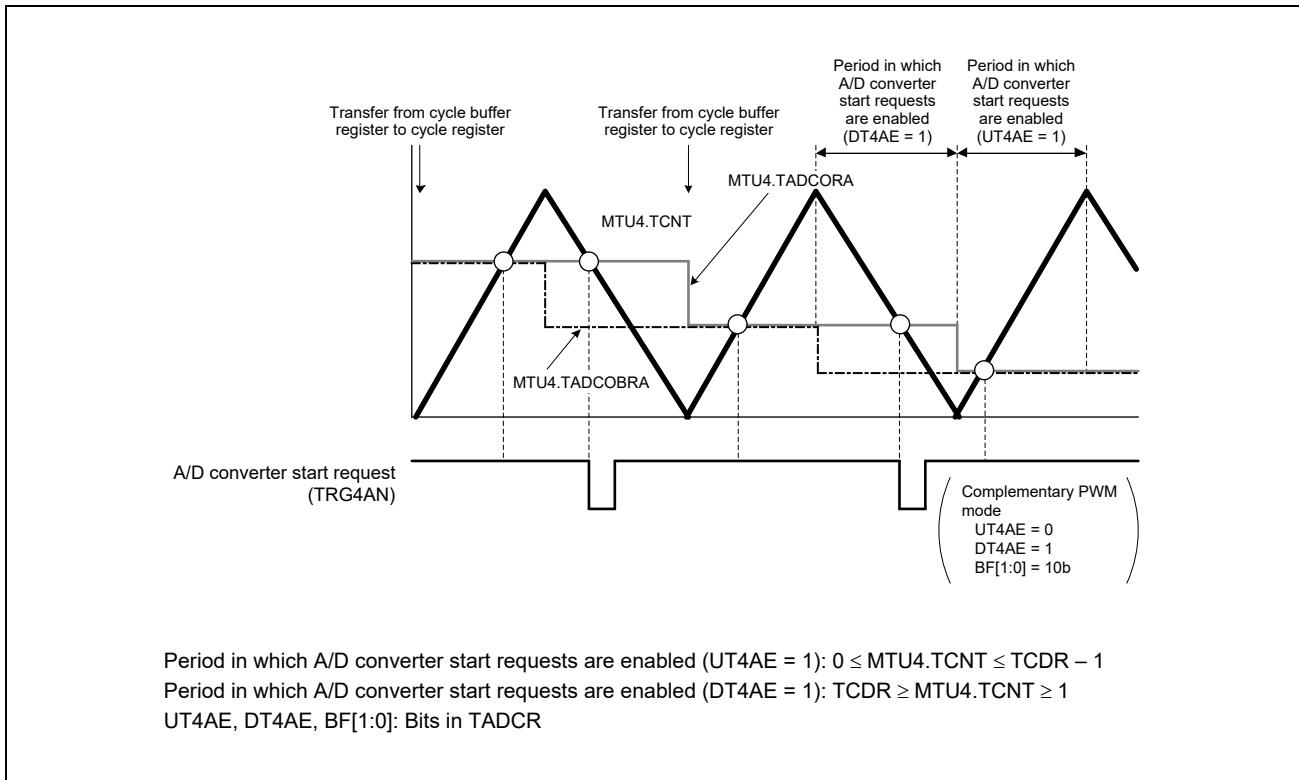 Period in which
A/D converter
start requests
are enabled
(DT4AE = 1)
Period in which
A/D converter
start requests
are enabled
(UT4AE = 1)
Transfer from cycle buffer
register to cycle register
Transfer from cycle buffer
register to cycle register
MTU4.TADCORA
MTU4.TCNT
MTU4.TADCOBRA
A/D converter start request
(TRG4AN)
Complementary PWM
mode
UT4AE = 0
DT4AE = 1
BF[1:0] = 10b
Period in which A/D converter start requests are enabled (UT4AE = 1): 0 ≤ MTU4.TCNT ≤ TCDR – 1
Period in which A/D converter start requests are enabled (DT4AE = 1): TCDR ≥ MTU4.TCNT ≥ 1
UT4AE, DT4AE, BF[1:0]: Bits in TADCR